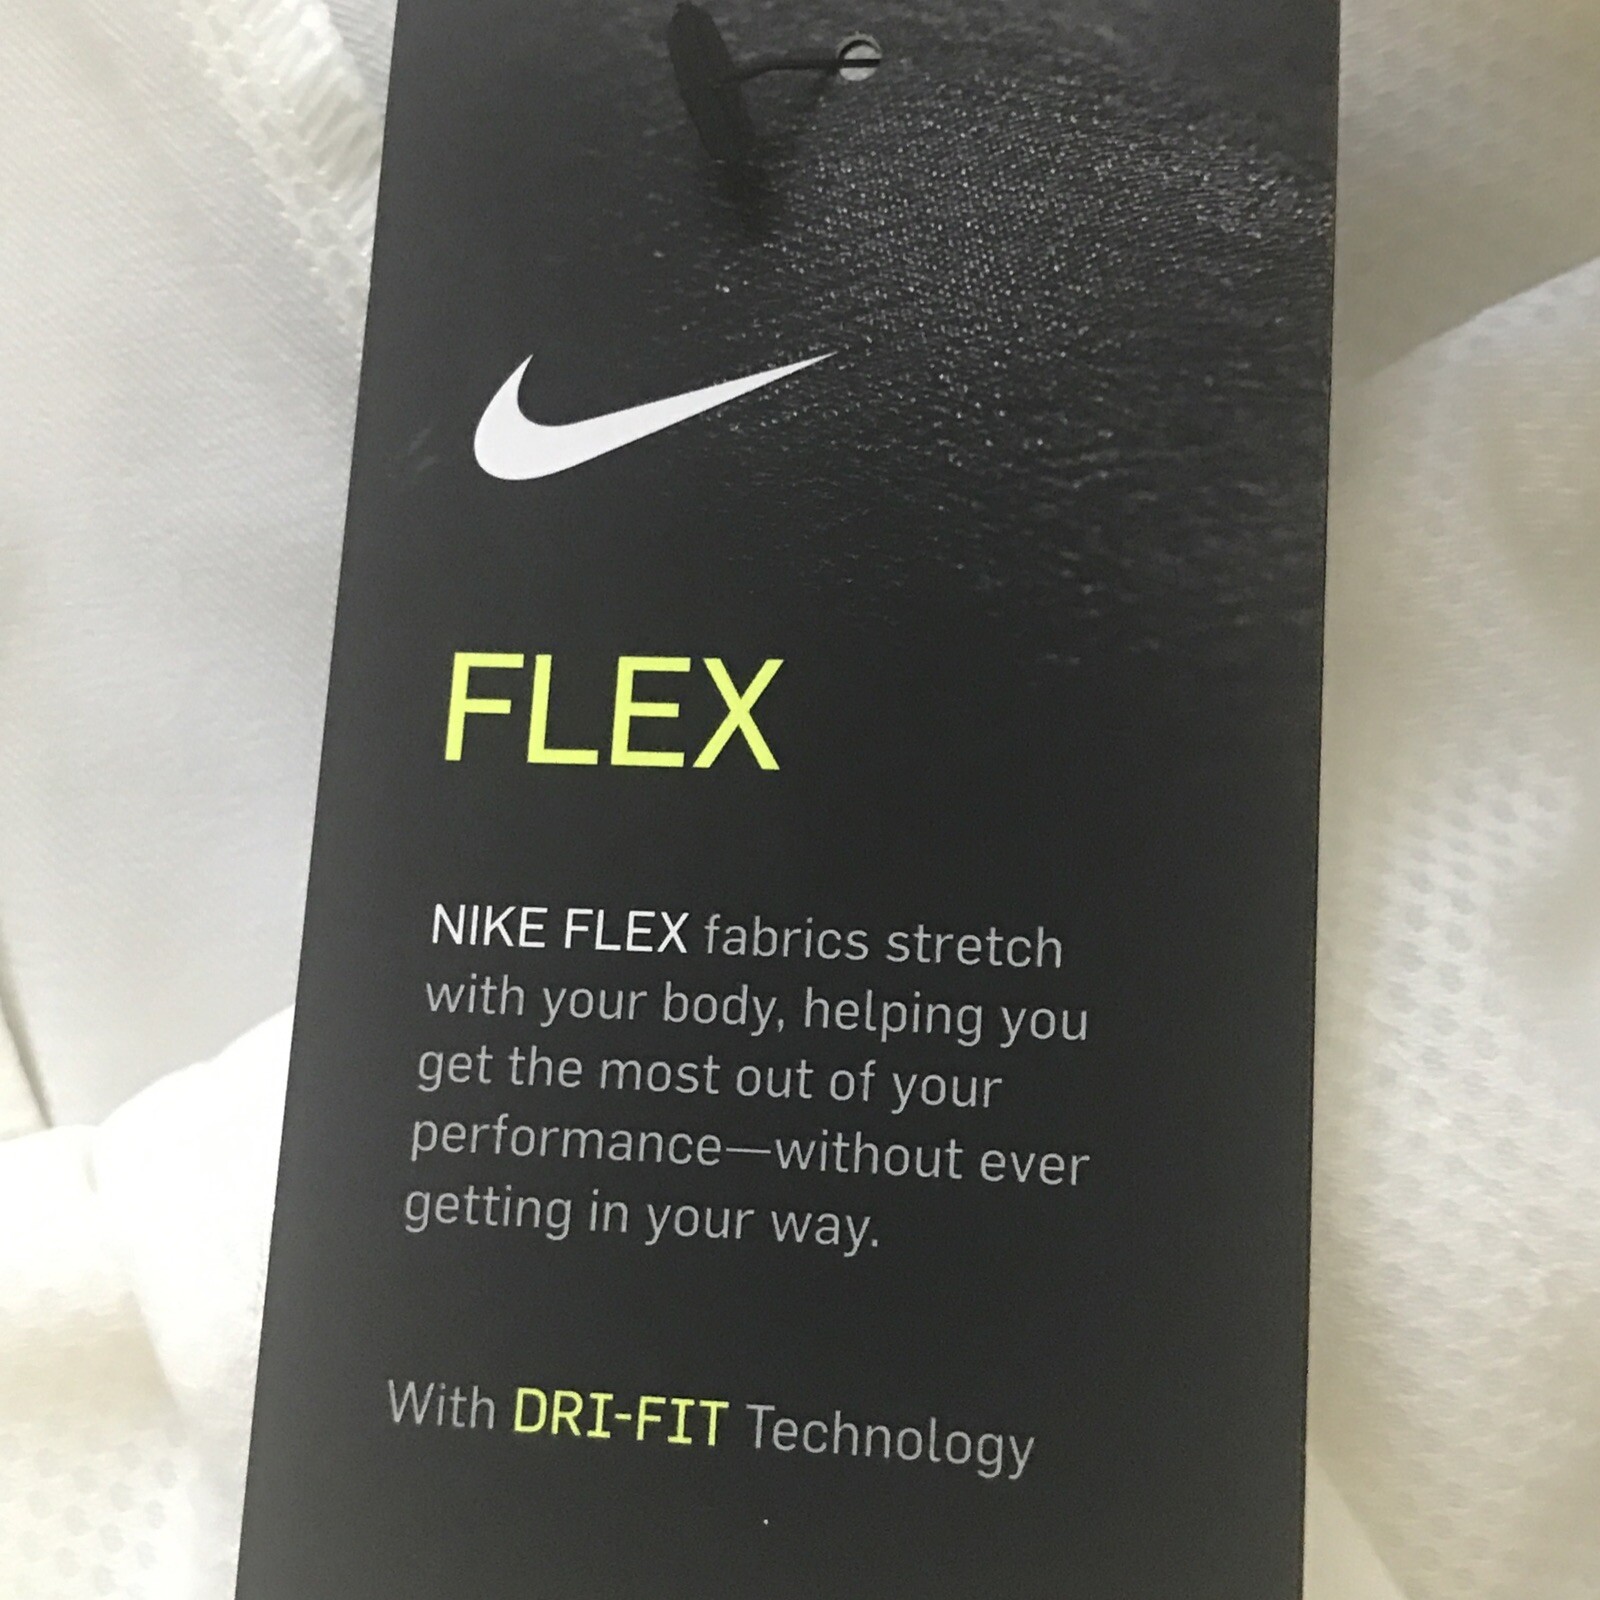 FLEX
NIKE FLEX fabrics stretch
with your body, helping you
get the most out of your
performance—without ever
getting in your way.
With DRI-FIT Technology